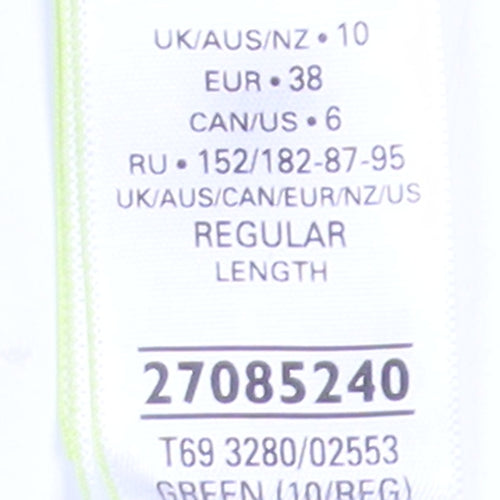 UK/AUS/NZ • 10
EUR • 38
CAN/US • 6
RU • 152/182-87-95
UK/AUS/CAN/EUR/NZ/US
REGULAR
LENGTH
27085240
T69 3280/02553
GREEN (10/REG)